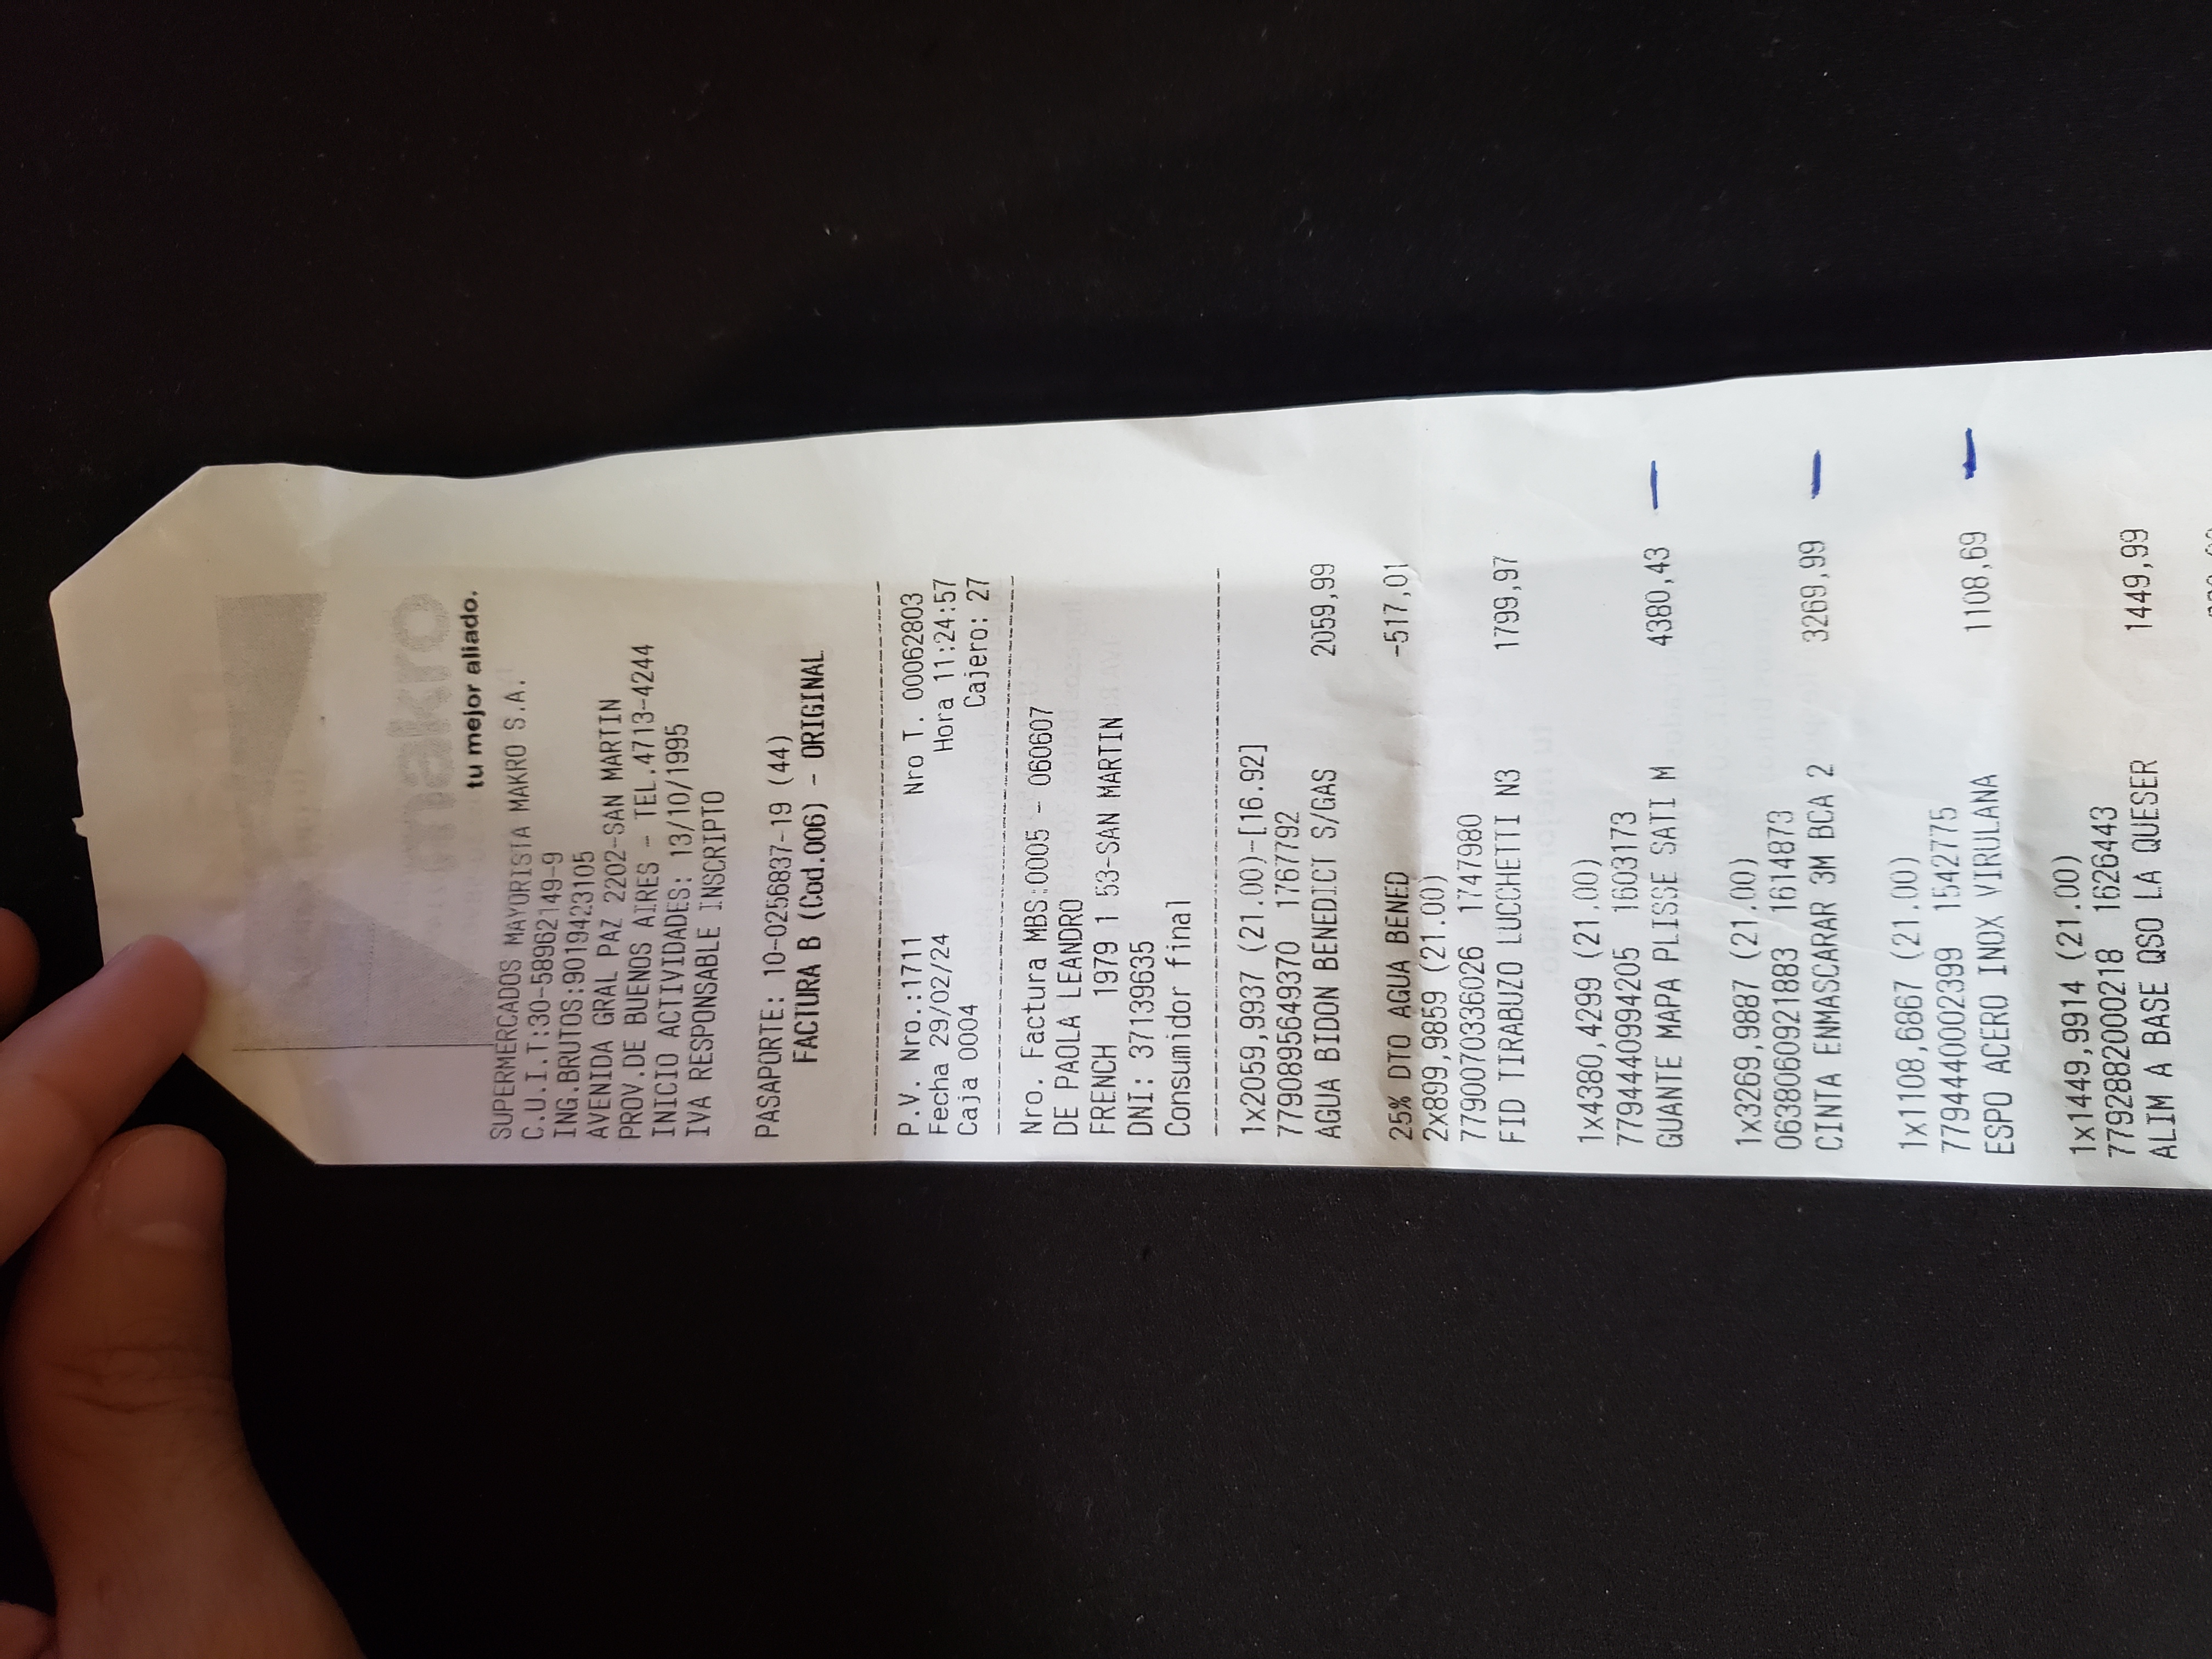 makro
tu mejor aliado.
SUPERMERCADOS MAYORISTA MAKRO S.A.
C.U.I.T:30-58962149-9
ING.BRUTOS:9019423105
AVENIDA GRAL PAZ 2202-SAN MARTIN
PROV.DE BUENOS AIRES - TEL.4713-4244
INICIO ACTIVIDADES: 13/10/1995
IVA RESPONSABLE INSCRIPTO
PASAPORTE: 10-0256837-19 (44)
FACTURA B (Cod.006) - ORIGINAL
P.V. Nro.:1711 Nro T. 00062803
Fecha 29/02/24 Hora 11:24:57
Caja 0004 Cajero: 27
Nro. Factura MBS:0005 - 060607
DE PAOLA LEANDRO
FRENCH 1979 1 53-SAN MARTIN
DNI: 37139635
Consumidor final
1x2059,9937 (21.00)-[16.92]
7790895649370 1767792
AGUA BIDON BENEDICT S/GAS 2059,99
25% DTO AGUA BENED -517,01
2x899,9859 (21.00)
7790070336026 1747980
FID TIRABUZO LUCCHETTI N3 1799,97
1x4380,4299 (21.00)
7794440994205 1603173
GUANTE MAPA PLISSE SATI M 4380,43
1x3269,9887 (21.00)
0638060921883 1614873
CINTA ENMASCARAR 3M BCA 2 3269,99
1x1108,6867 (21.00)
7794440002399 1542775
ESPO ACERO INOX VIRULANA 1108,69
1x1449,9914 (21.00)
7792882000218 1626443
ALIM A BASE QSO LA QUESER 1449,99